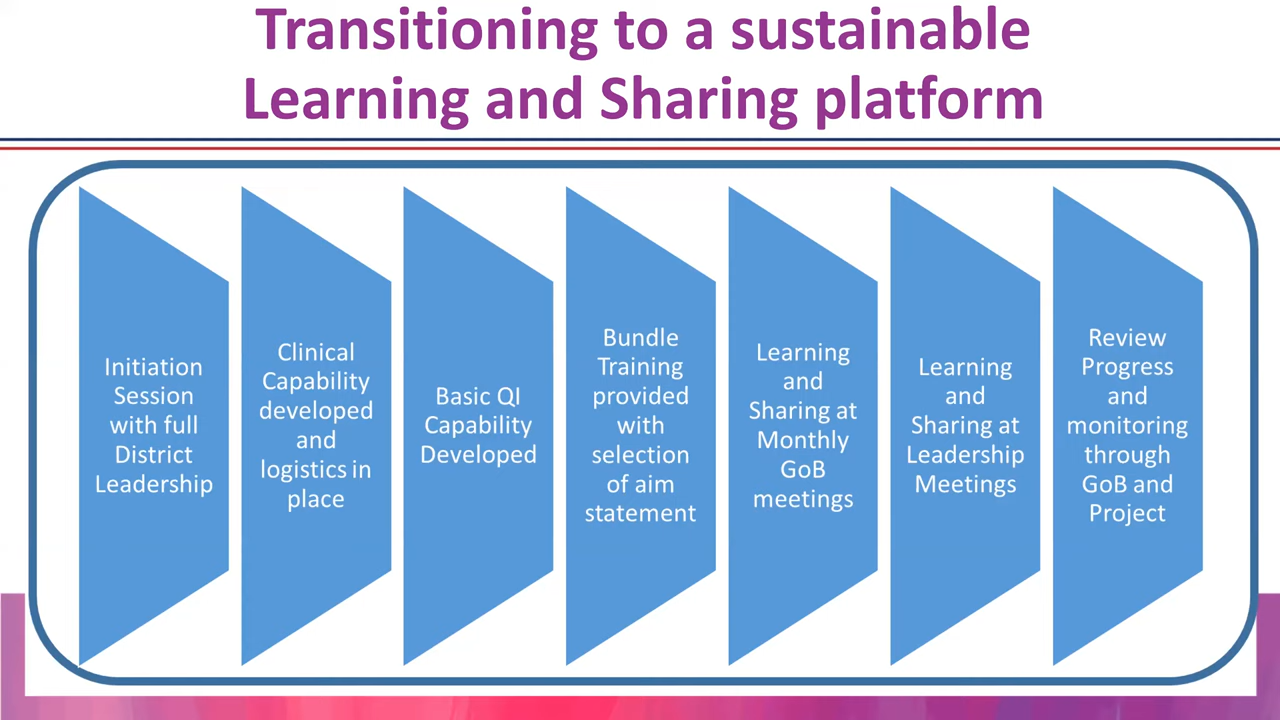 Transitioning to a sustainable
Learning and Sharing platform
Initiation
Session
with full
District
Leadership
Clinical
Capability
developed
and
logistics in
place
Basic QI
Capability
Developed
Bundle
Training
provided
with
selection
of aim
statement
Learning
and
Sharing at
Monthly
GoB
meetings
Learning
and
Sharing at
Leadership
Meetings
Review
Progress
and
monitoring
through
GoB and
Project